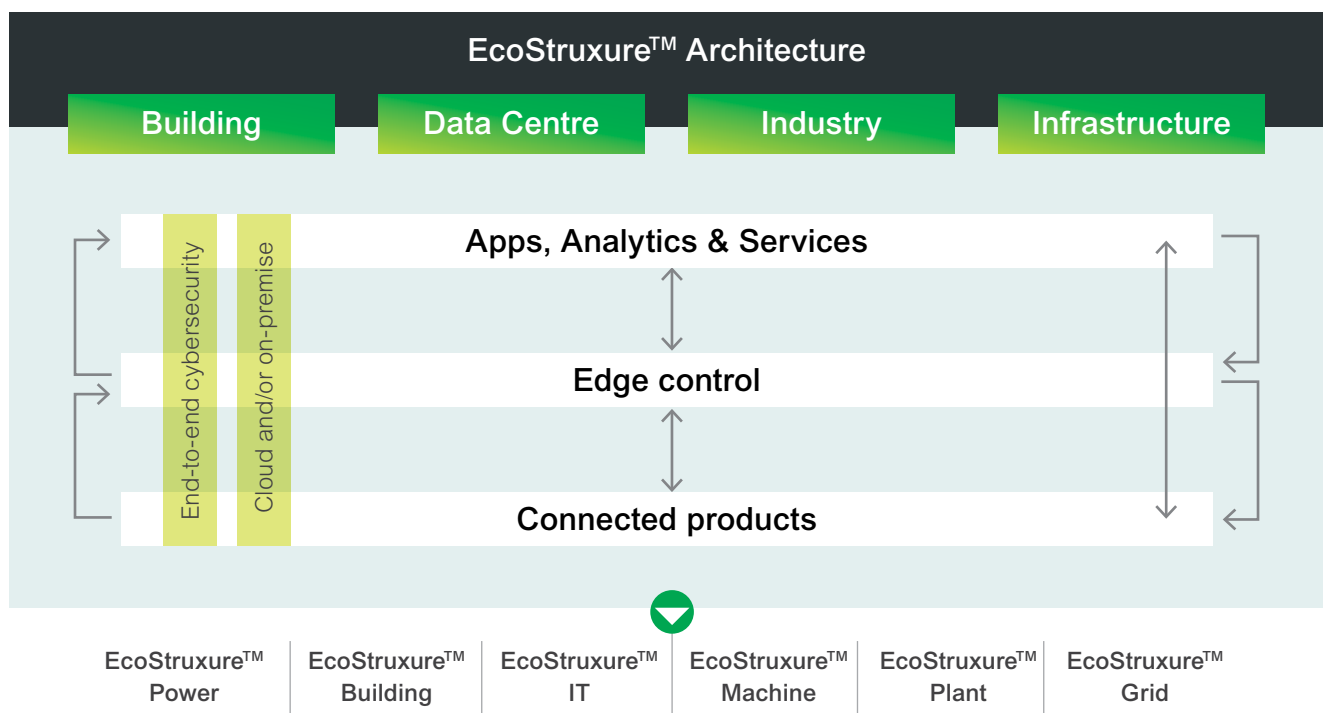 EcoStruxure™ Architecture
Building
Data Centre
Industry
Infrastructure
Apps, Analytics & Services
Edge control
Connected products
End-to-end cybersecurity
Cloud and/or on-premise
EcoStruxure™
Power
EcoStruxure™
Building
EcoStruxure™
IT
EcoStruxure™
Machine
EcoStruxure™
Plant
EcoStruxure™
Grid